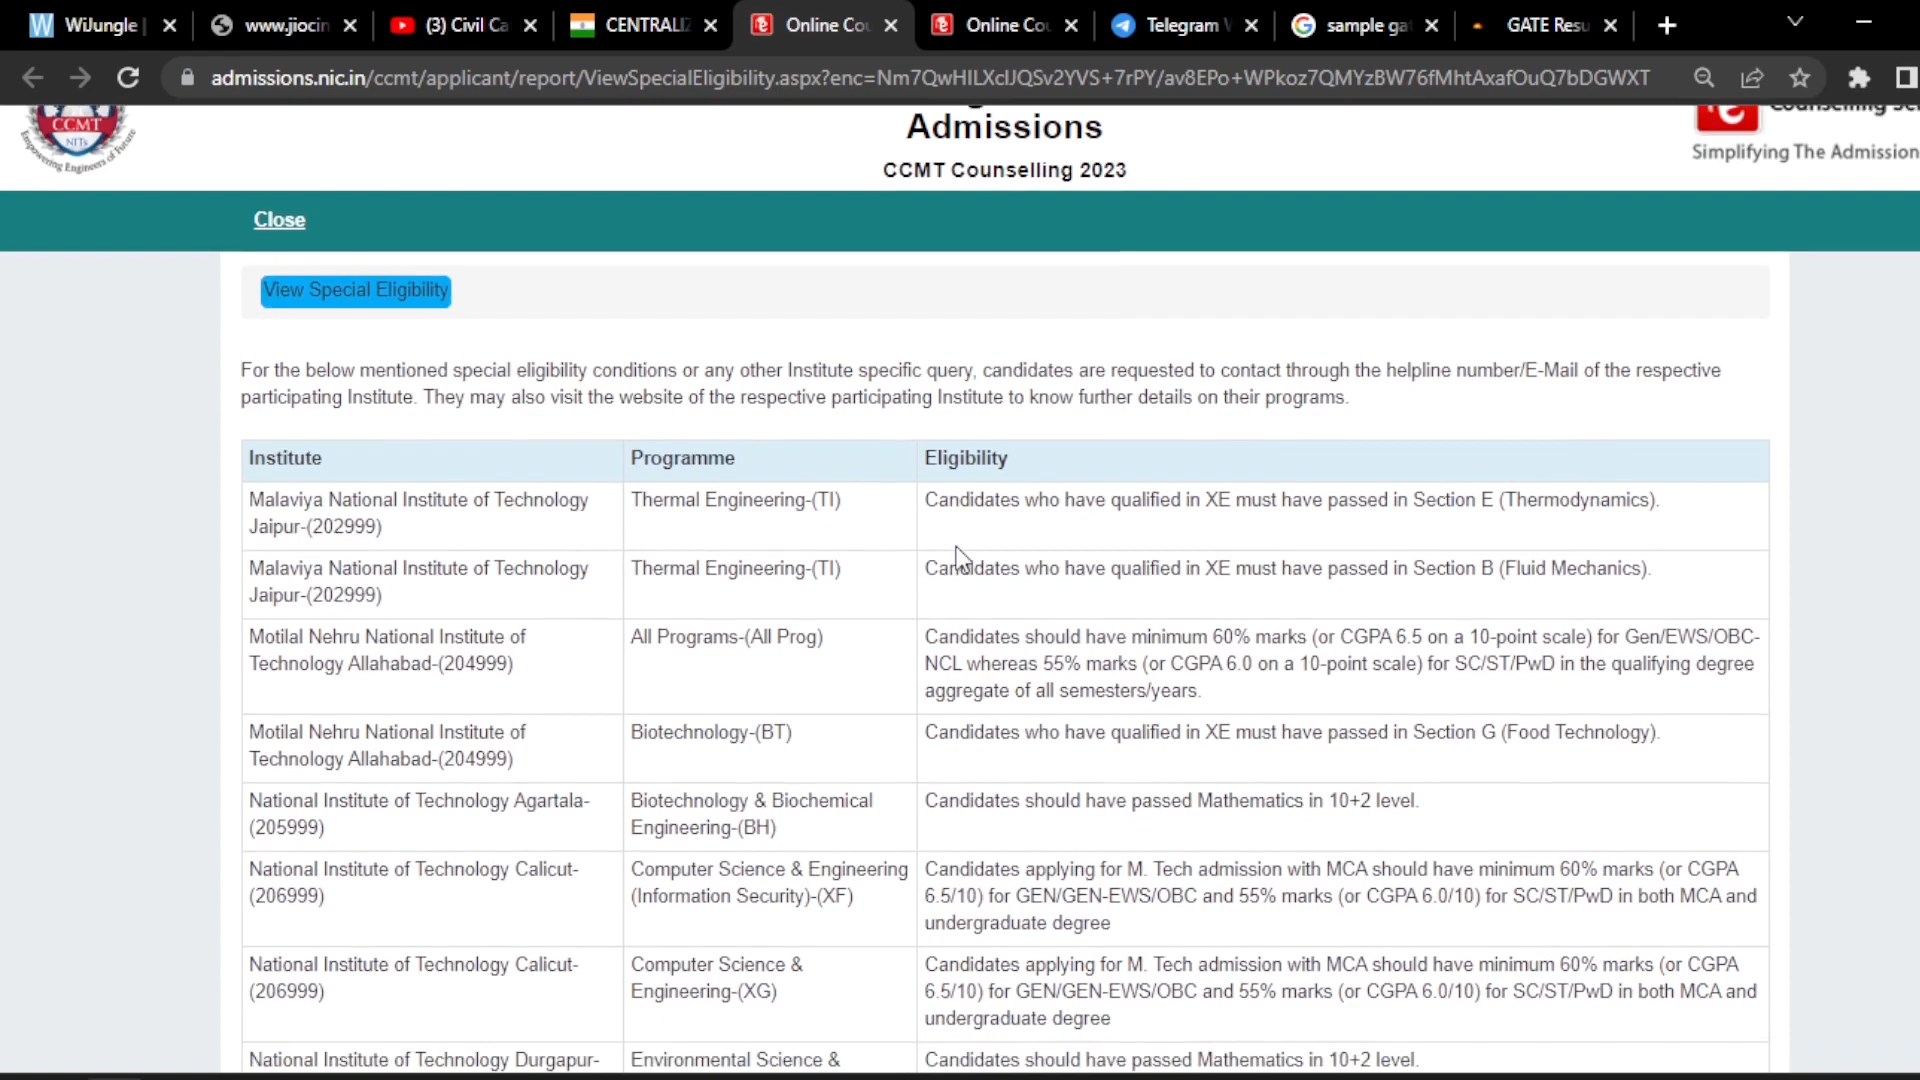 WiJungle |
www.jiocin
(3) Civil Ca
CENTRALIZ
Online Cou
Online Cou
Telegram W
sample gat
GATE Resu
admissions.nic.in/ccmt/applicant/report/ViewSpecialEligibility.aspx?enc=Nm7QwHILXclJQSv2YVS+7rPY/av8EPo+WPkoz7QMYzBW76fMhtAxafOuQ7bDGWXT
CCMT
NITs
Empowering Engineers of Future
Admissions
CCMT Counselling 2023
Counselling Se
Simplifying The Admission
Close
View Special Eligibility
For the below mentioned special eligibility conditions or any other Institute specific query, candidates are requested to contact through the helpline number/E-Mail of the respective
participating Institute. They may also visit the website of the respective participating Institute to know further details on their programs.
Institute Programme Eligibility
Malaviya National Institute of Technology Thermal Engineering-(TI) Candidates who have qualified in XE must have passed in Section E (Thermodynamics).
Jaipur-(202999)
Malaviya National Institute of Technology Thermal Engineering-(TI) Candidates who have qualified in XE must have passed in Section B (Fluid Mechanics).
Jaipur-(202999)
Motilal Nehru National Institute of All Programs-(All Prog) Candidates should have minimum 60% marks (or CGPA 6.5 on a 10-point scale) for Gen/EWS/OBC-
Technology Allahabad-(204999) NCL whereas 55% marks (or CGPA 6.0 on a 10-point scale) for SC/ST/PwD in the qualifying degree
aggregate of all semesters/years.
Motilal Nehru National Institute of Biotechnology-(BT) Candidates who have qualified in XE must have passed in Section G (Food Technology).
Technology Allahabad-(204999)
National Institute of Technology Agartala- Biotechnology & Biochemical Candidates should have passed Mathematics in 10+2 level.
(205999) Engineering-(BH)
National Institute of Technology Calicut- Computer Science & Engineering Candidates applying for M. Tech admission with MCA should have minimum 60% marks (or CGPA
(206999) (Information Security)-(XF) 6.5/10) for GEN/GEN-EWS/OBC and 55% marks (or CGPA 6.0/10) for SC/ST/PwD in both MCA and
undergraduate degree
National Institute of Technology Calicut- Computer Science & Candidates applying for M. Tech admission with MCA should have minimum 60% marks (or CGPA
(206999) Engineering-(XG) 6.5/10) for GEN/GEN-EWS/OBC and 55% marks (or CGPA 6.0/10) for SC/ST/PwD in both MCA and
undergraduate degree
National Institute of Technology Durgapur- Environmental Science & Candidates should have passed Mathematics in 10+2 level.